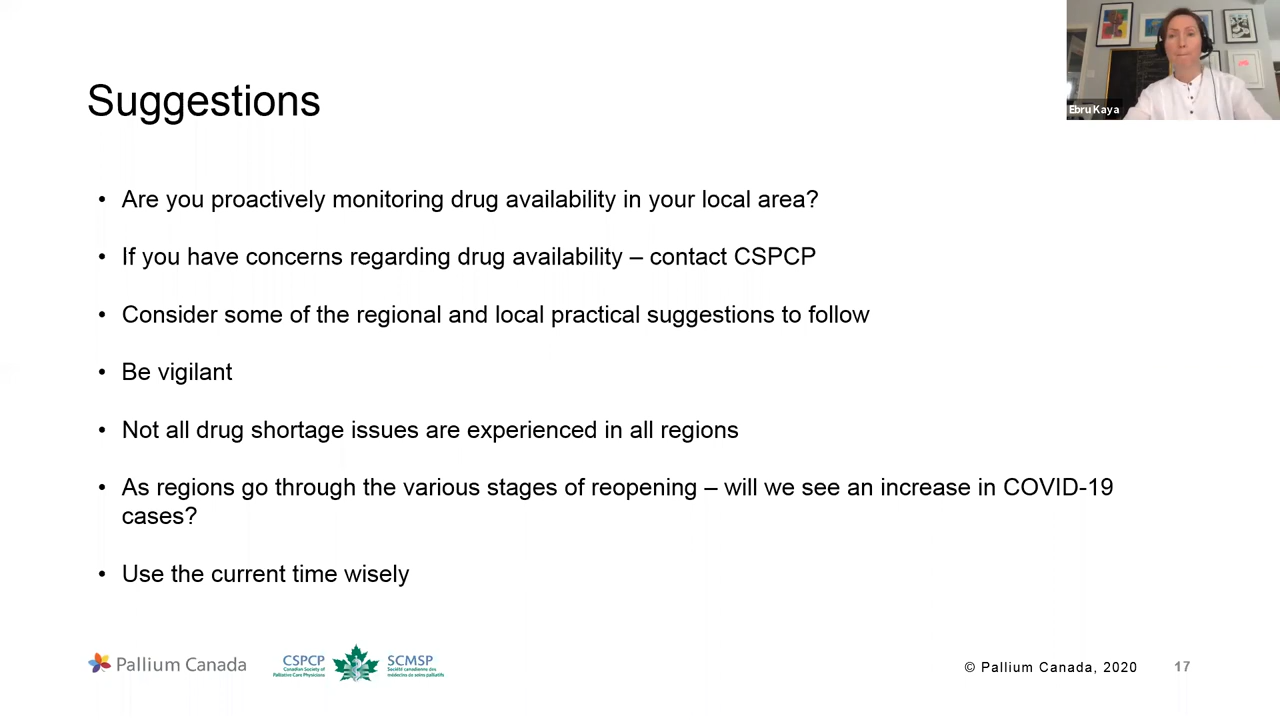 Suggestions
Ebru Kaya
• Are you proactively monitoring drug availability in your local area?
• If you have concerns regarding drug availability – contact CSPCP
• Consider some of the regional and local practical suggestions to follow
• Be vigilant
• Not all drug shortage issues are experienced in all regions
• As regions go through the various stages of reopening – will we see an increase in COVID-19
cases?
• Use the current time wisely
Pallium Canada
CSPCP
Canadian Society of
Palliative Care Physicians
SCMSP
Société canadienne des
médecins de soins palliatifs
© Pallium Canada, 2020
17